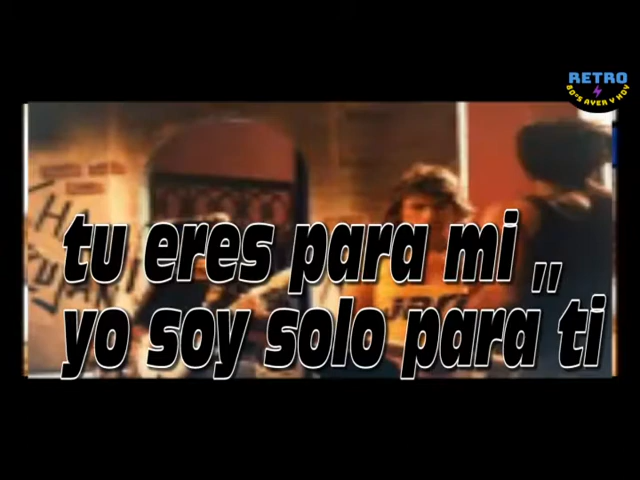 RETRO
80's AYER Y HOY
tu eres para mi ,,
yo soy solo para ti